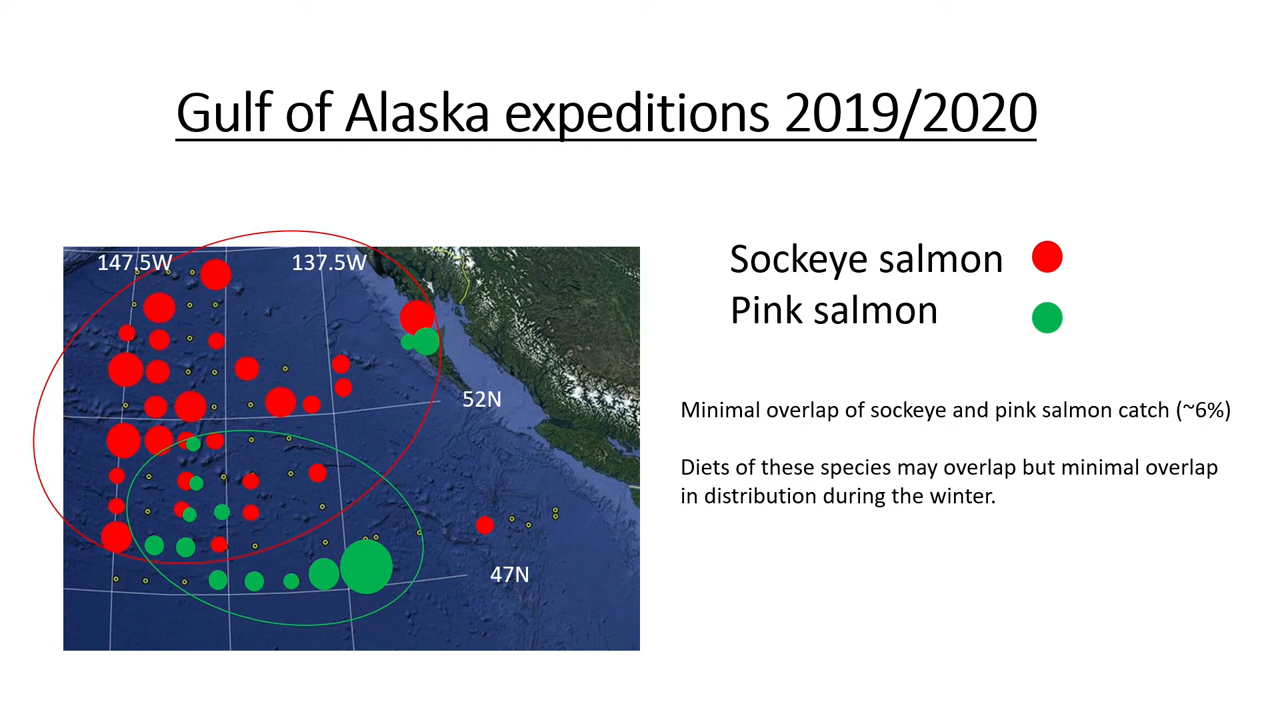 Gulf of Alaska expeditions 2019/2020
147.5W
137.5W
52N
47N
Sockeye salmon
Pink salmon
Minimal overlap of sockeye and pink salmon catch (~6%)
Diets of these species may overlap but minimal overlap
in distribution during the winter.